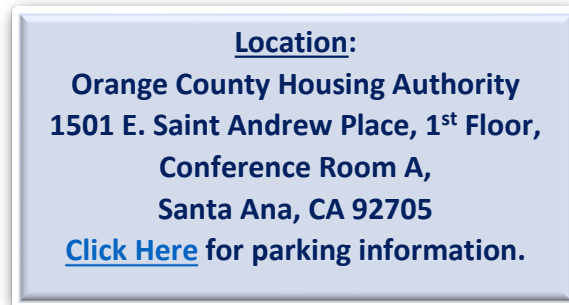 Location:
Orange County Housing Authority
1501 E. Saint Andrew Place, 1st Floor,
Conference Room A,
Santa Ana, CA 92705
Click Here for parking information.